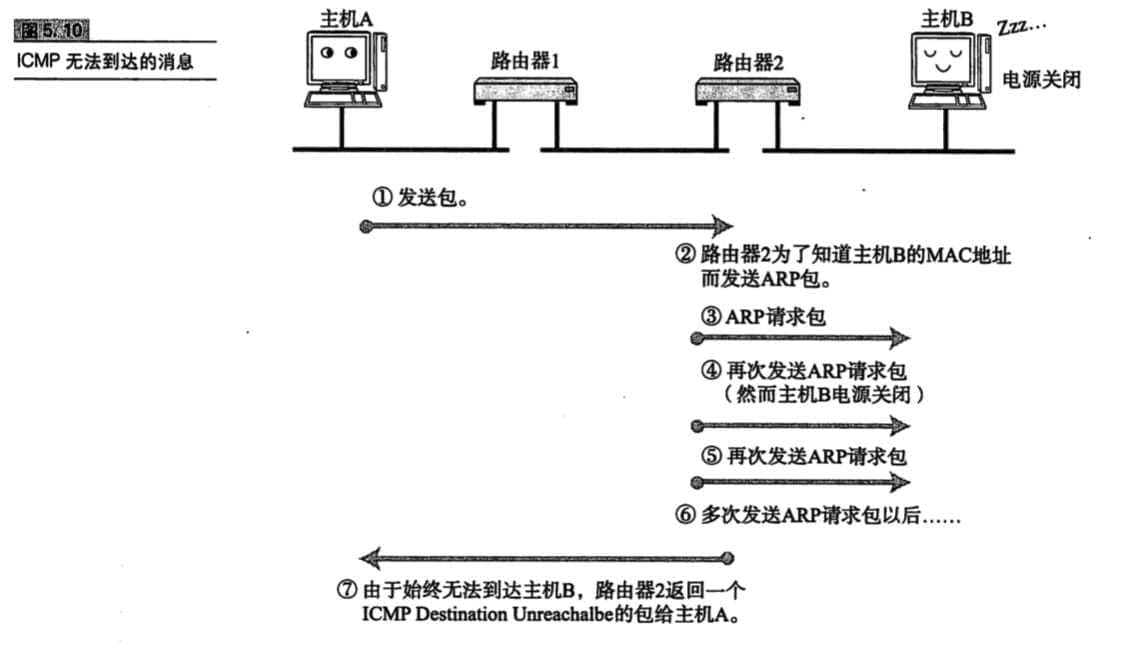 图5.10
ICMP 无法到达的消息
主机A
路由器1
路由器2
主机B
Zzz...
电源关闭
① 发送包。
② 路由器2为了知道主机B的MAC地址
而发送ARP包。
③ ARP请求包
④ 再次发送ARP请求包
（然而主机B电源关闭）
⑤ 再次发送ARP请求包
⑥ 多次发送ARP请求包以后……
⑦ 由于始终无法到达主机B，路由器2返回一个
ICMP Destination Unreachalbe的包给主机A。